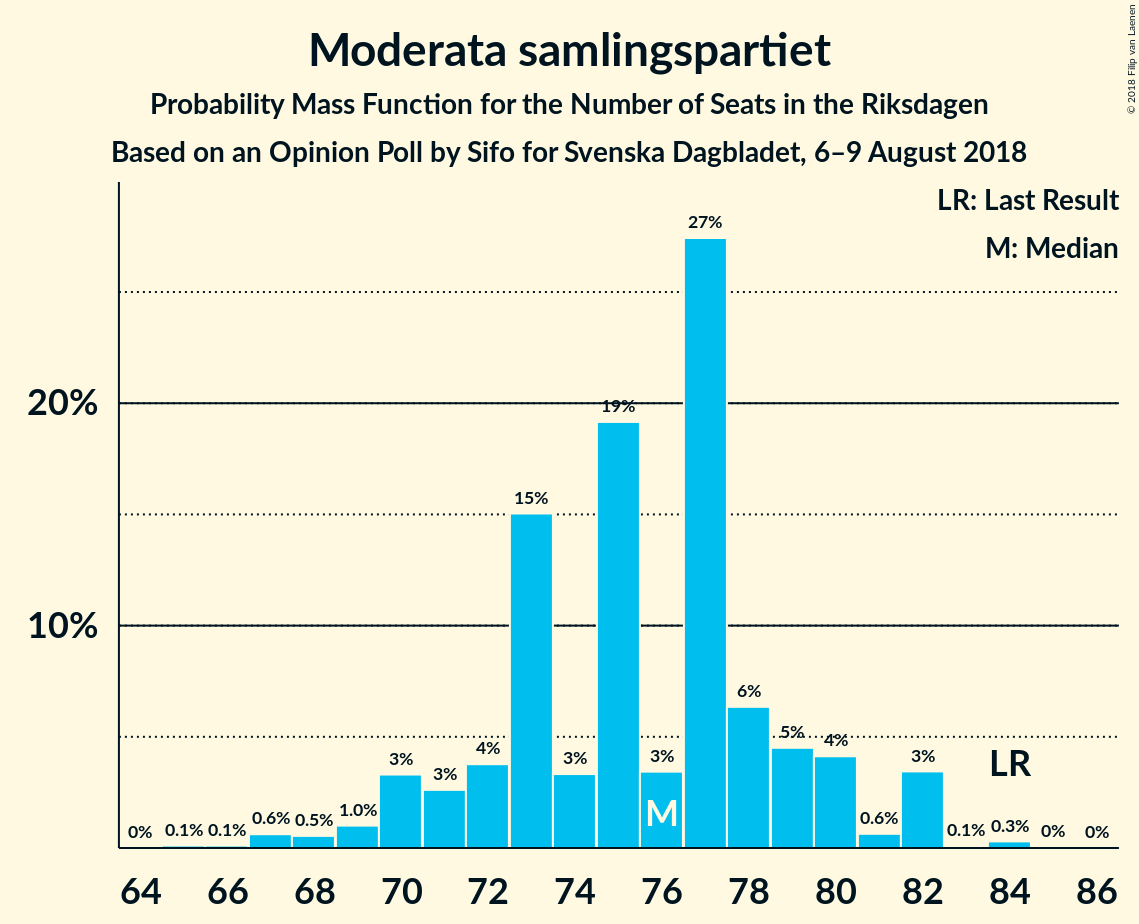 Moderata samlingspartiet
Probability Mass Function for the Number of Seats in the Riksdagen
Based on an Opinion Poll by Sifo for Svenska Dagbladet, 6–9 August 2018
© 2018 Filip van Laenen
LR: Last Result
M: Median
20%
10%
0%
0.1%
0.1%
0.6%
0.5%
1.0%
3%
3%
4%
15%
3%
19%
3%
27%
6%
5%
4%
0.6%
3%
0.1%
0.3%
0%
0%
M
LR
64 66 68 70 72 74 76 78 80 82 84 86